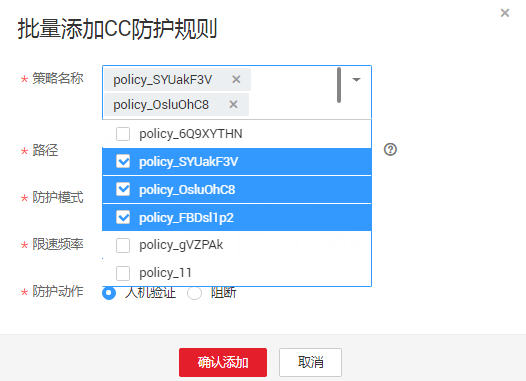 批量添加CC防护规则
* 策略名称
policy_SYUakF3V ×
policy_OsluOhC8 ×
policy_6Q9XYTHN
* 路径
policy_SYUakF3V
policy_OsluOhC8
* 防护模式
policy_FBDsl1p2
* 限速频率
policy_gVZPAk
policy_11
* 防护动作 人机验证 阻断
确认添加 取消